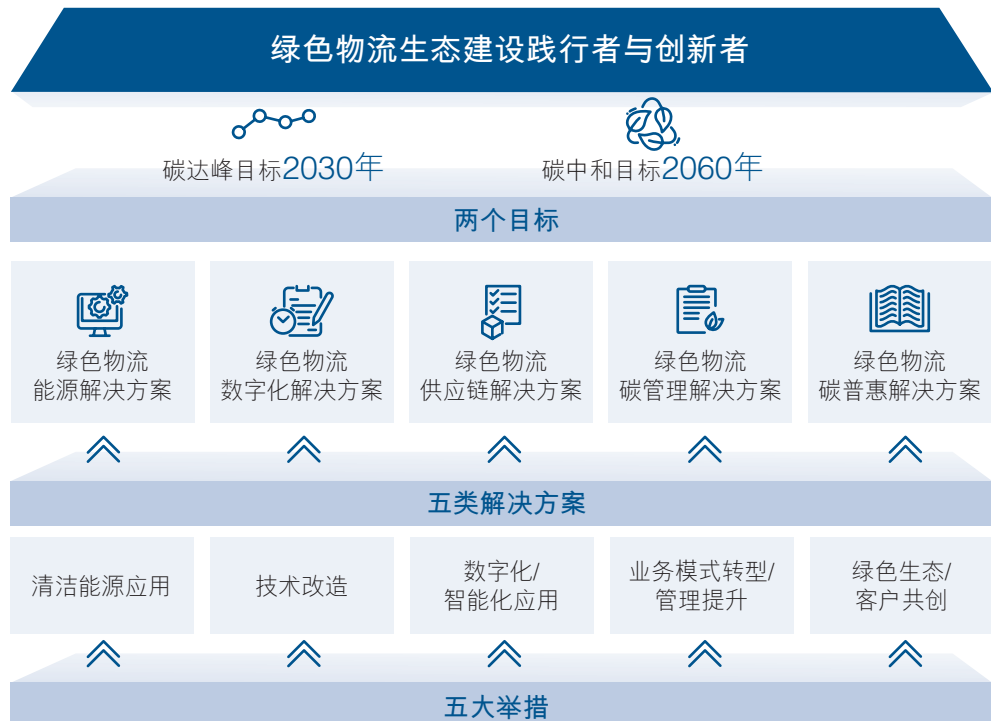 绿色物流生态建设践行者与创新者
碳达峰目标2030年
碳中和目标2060年
两个目标
绿色物流
能源解决方案
绿色物流
数字化解决方案
绿色物流
供应链解决方案
绿色物流
碳管理解决方案
绿色物流
碳普惠解决方案
五类解决方案
清洁能源应用
技术改造
数字化/
智能化应用
业务模式转型/
管理提升
绿色生态/
客户共创
五大举措